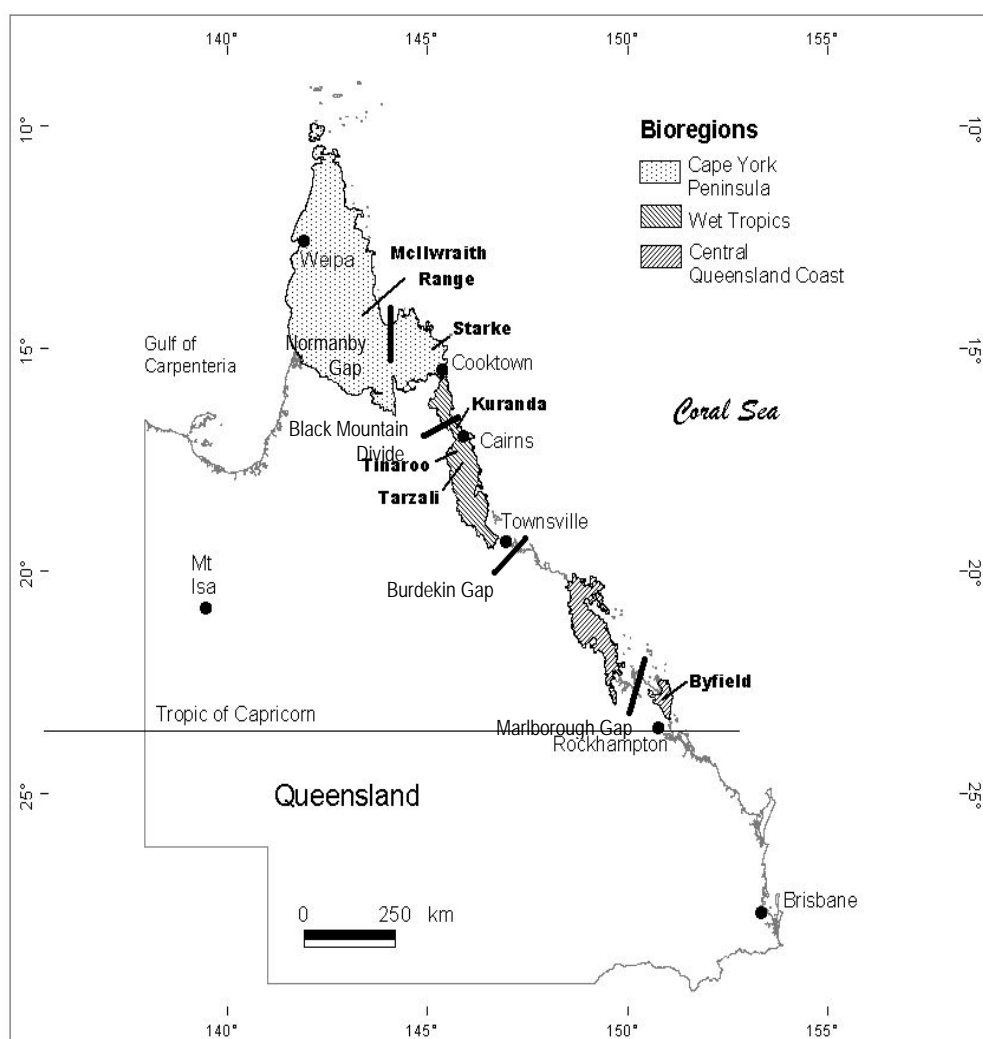 140°
145°
150°
155°
10°
10°
Bioregions
Cape York
Peninsula
Wet Tropics
Central
Queensland Coast
Weipa
McIlwraith
Range
Starke
Normanby
Gap
15°
15°
Gulf of
Carpenteria
Cooktown
Kuranda
Coral Sea
Black Mountain
Divide
Cairns
Tinaroo
Tarzali
Townsville
Mt
Isa
20°
20°
Burdekin Gap
Byfield
Tropic of Capricorn
Marlborough Gap
Rockhampton
25°
25°
Queensland
0 250 km
Brisbane
140°
145°
150°
155°